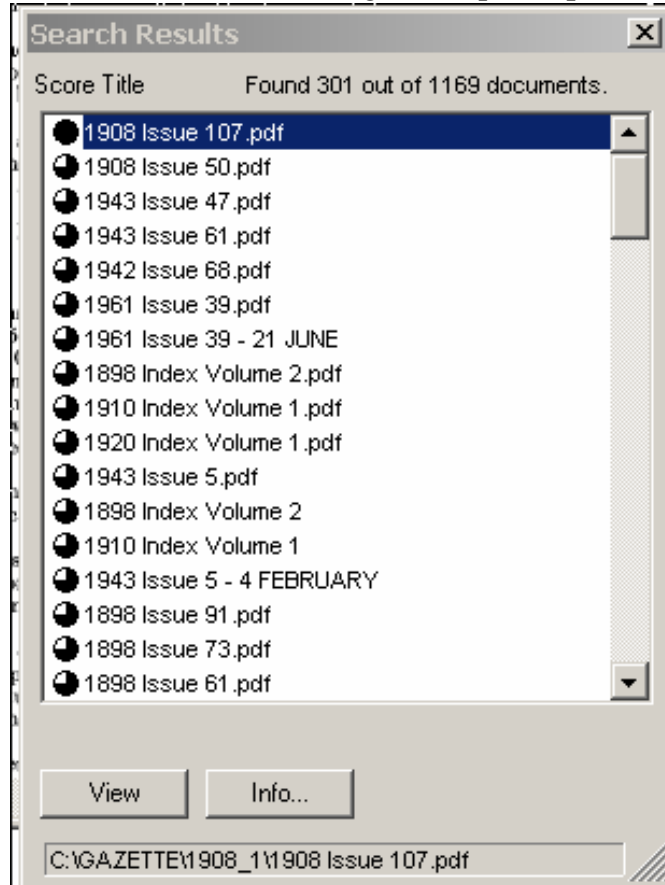 Search Results
Score Title Found 301 out of 1169 documents.
1908 Issue 107.pdf
1908 Issue 50.pdf
1943 Issue 47.pdf
1943 Issue 61.pdf
1942 Issue 68.pdf
1961 Issue 39.pdf
1961 Issue 39 - 21 JUNE
1898 Index Volume 2.pdf
1910 Index Volume 1.pdf
1920 Index Volume 1.pdf
1943 Issue 5.pdf
1898 Index Volume 2
1910 Index Volume 1
1943 Issue 5 - 4 FEBRUARY
1898 Issue 91.pdf
1898 Issue 73.pdf
1898 Issue 61.pdf
View Info...
C:\GAZETTE\1908_1\1908 Issue 107.pdf